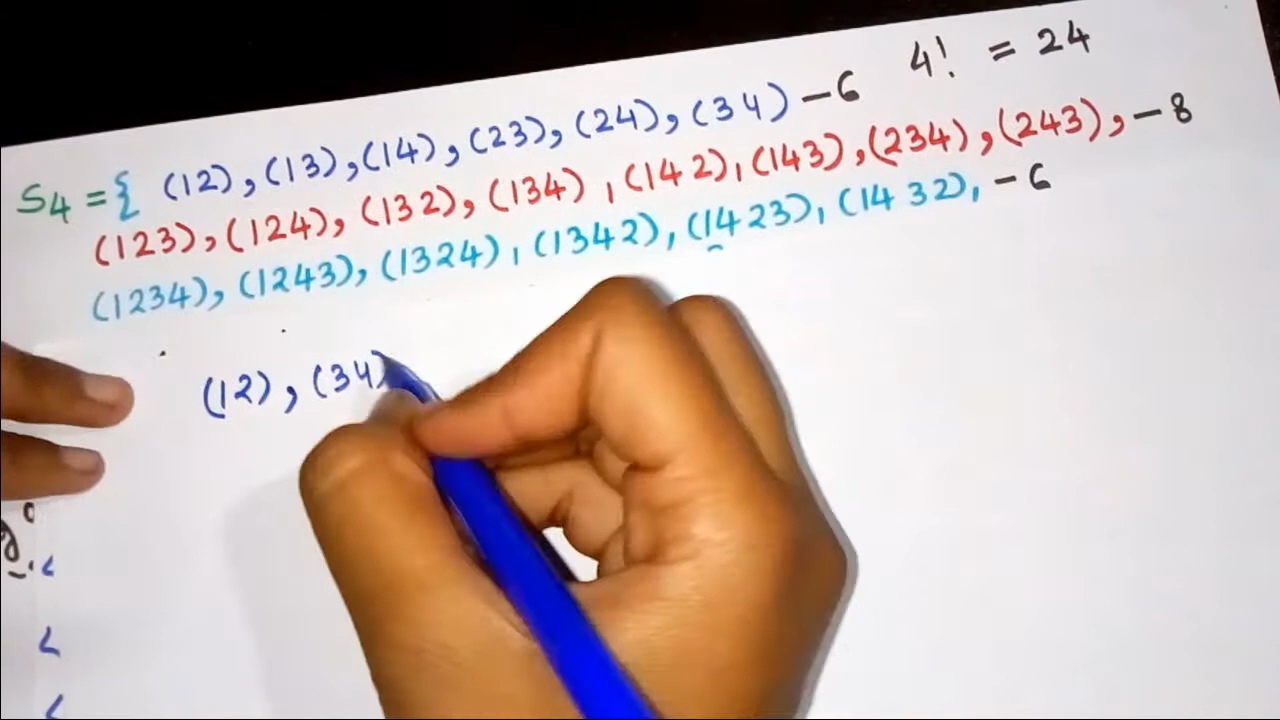 4! = 24
S4 = { (12), (13), (14), (23), (24), (34) - 6
(123), (124), (132), (134), (142), (143), (234), (243), - 8
(1234), (1243), (1324), (1342), (1423), (1432), - 6
(12), (34)